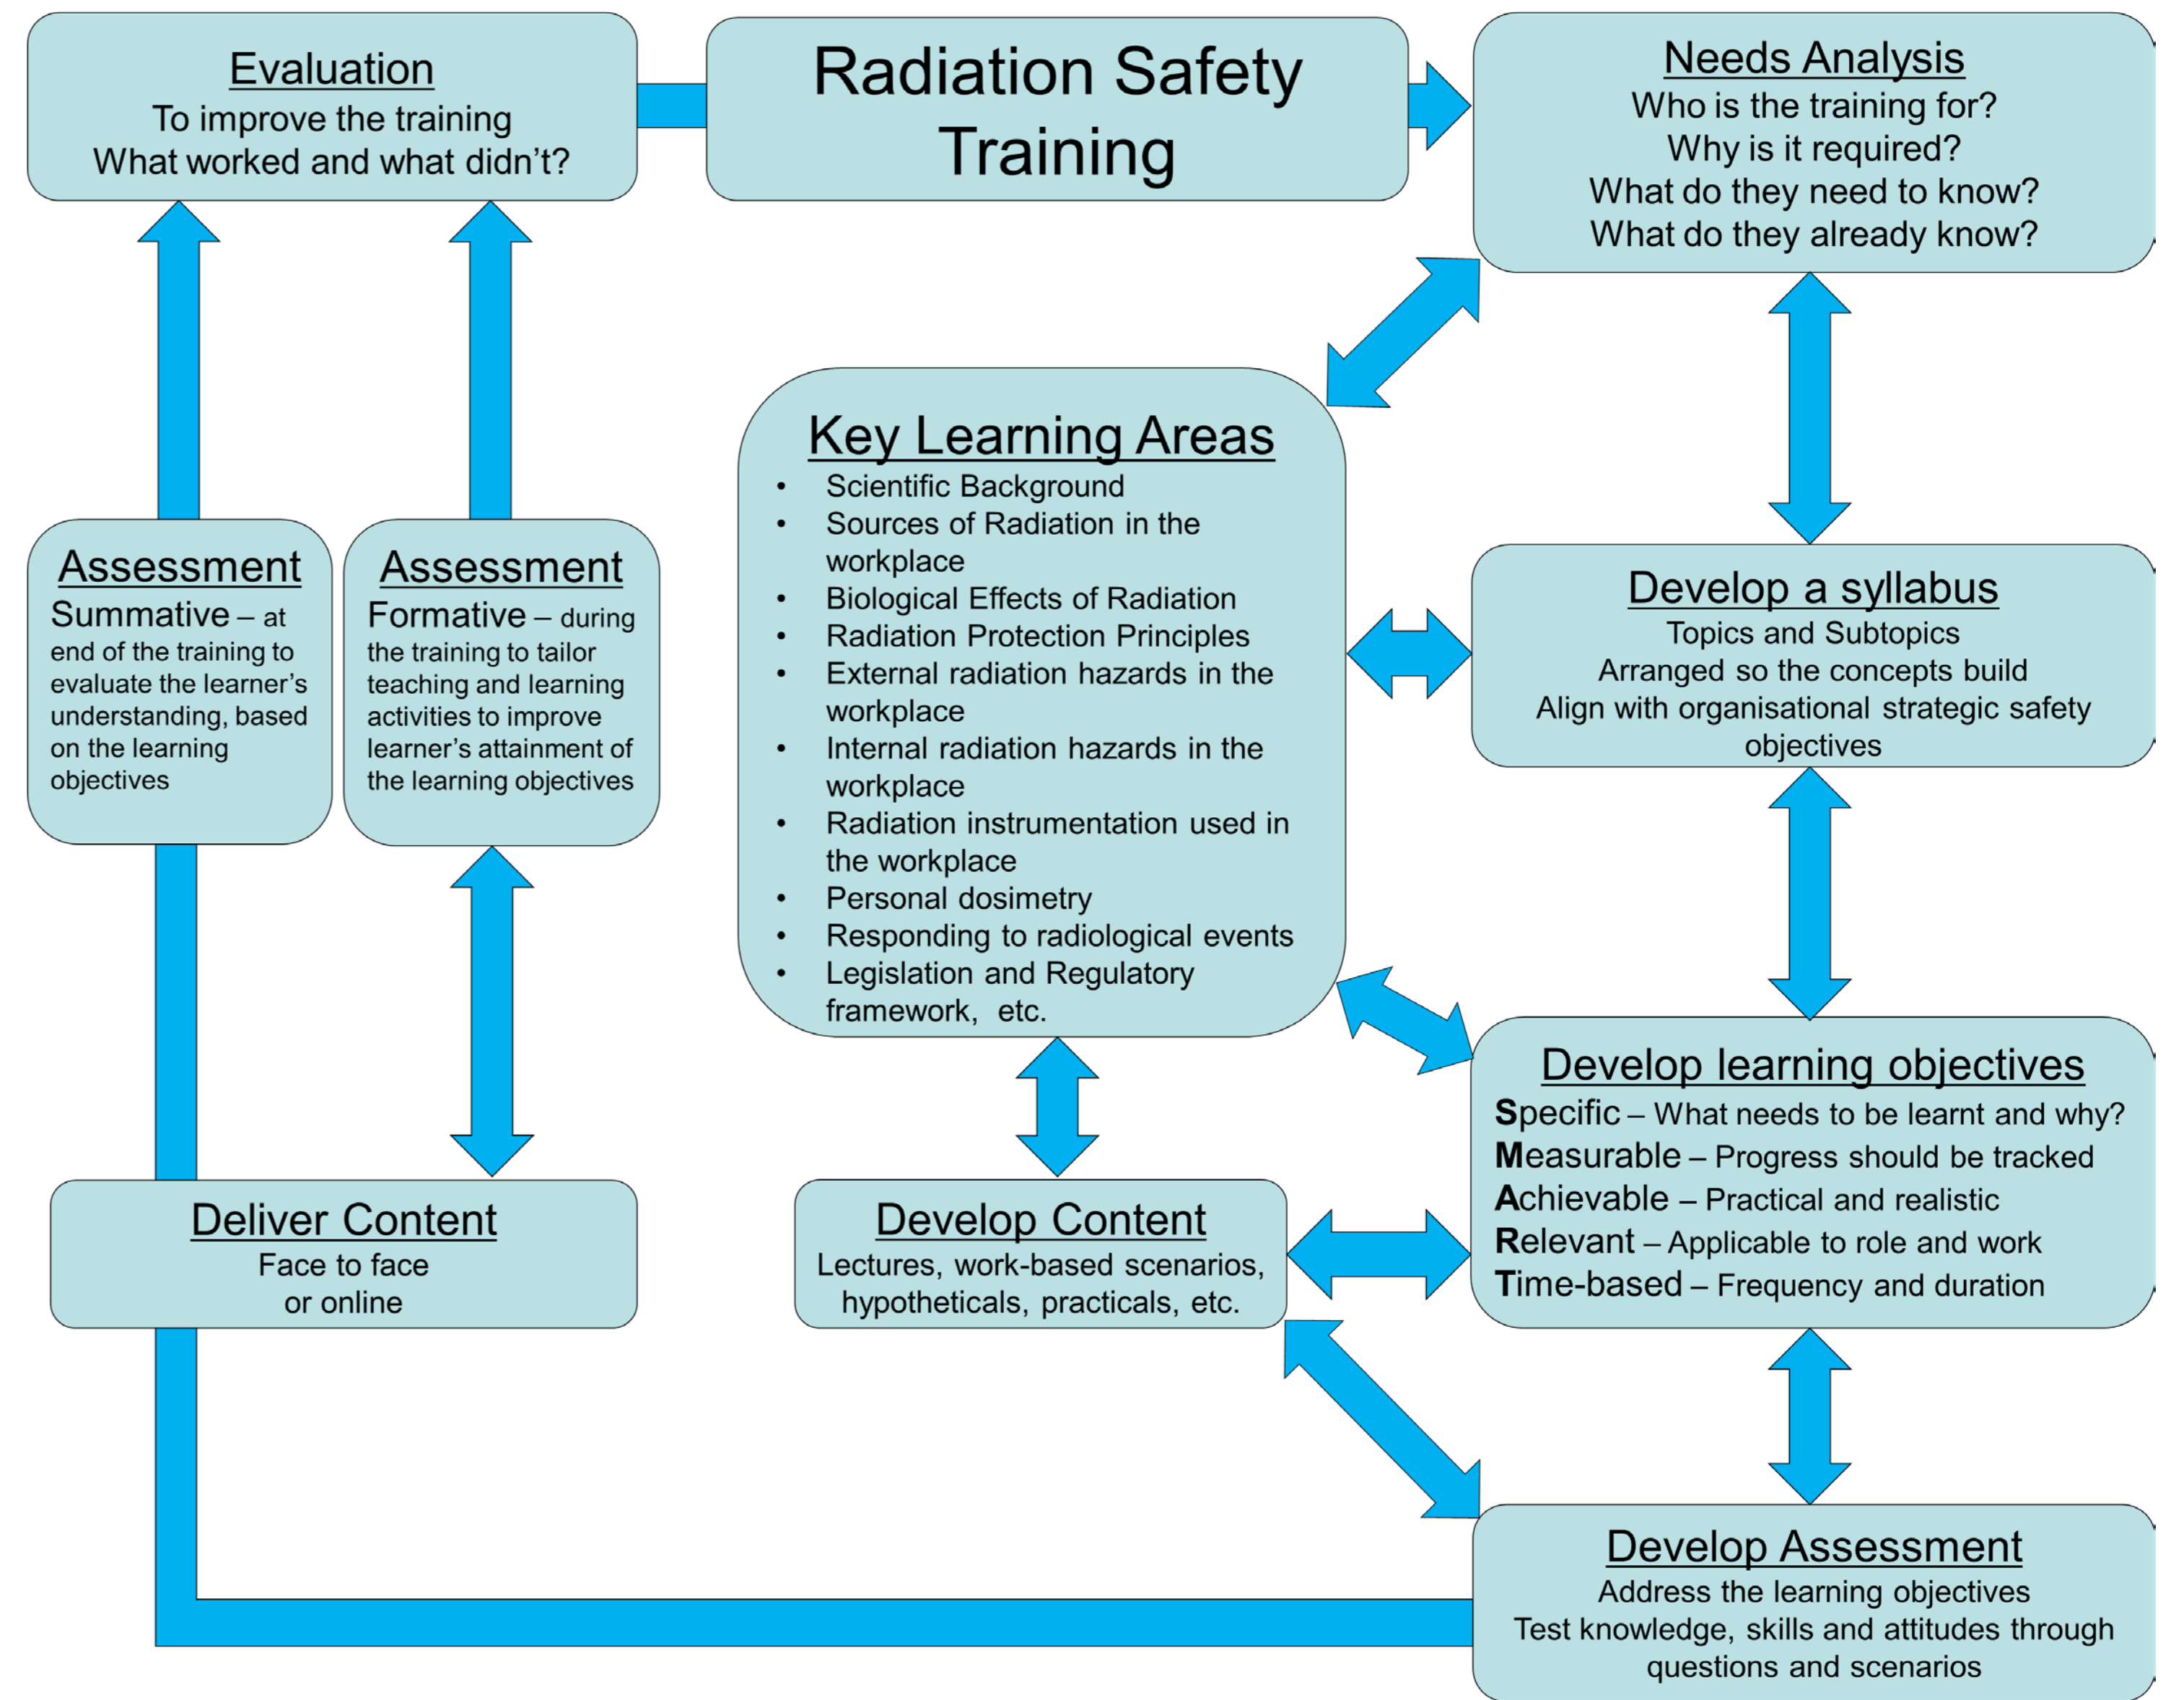 Evaluation
To improve the training
What worked and what didn't?
Radiation Safety
Training
Needs Analysis
Who is the training for?
Why is it required?
What do they need to know?
What do they already know?
Assessment
Summative – at
end of the training to
evaluate the learner's
understanding, based
on the learning
objectives
Assessment
Formative – during
the training to tailor
teaching and learning
activities to improve
learner's attainment of
the learning objectives
Key Learning Areas
• Scientific Background
• Sources of Radiation in the
workplace
• Biological Effects of Radiation
• Radiation Protection Principles
• External radiation hazards in the
workplace
• Internal radiation hazards in the
workplace
• Radiation instrumentation used in
the workplace
• Personal dosimetry
• Responding to radiological events
• Legislation and Regulatory
framework, etc.
Develop a syllabus
Topics and Subtopics
Arranged so the concepts build
Align with organisational strategic safety
objectives
Develop learning objectives
Specific – What needs to be learnt and why?
Measurable – Progress should be tracked
Achievable – Practical and realistic
Relevant – Applicable to role and work
Time-based – Frequency and duration
Deliver Content
Face to face
or online
Develop Content
Lectures, work-based scenarios,
hypotheticals, practicals, etc.
Develop Assessment
Address the learning objectives
Test knowledge, skills and attitudes through
questions and scenarios